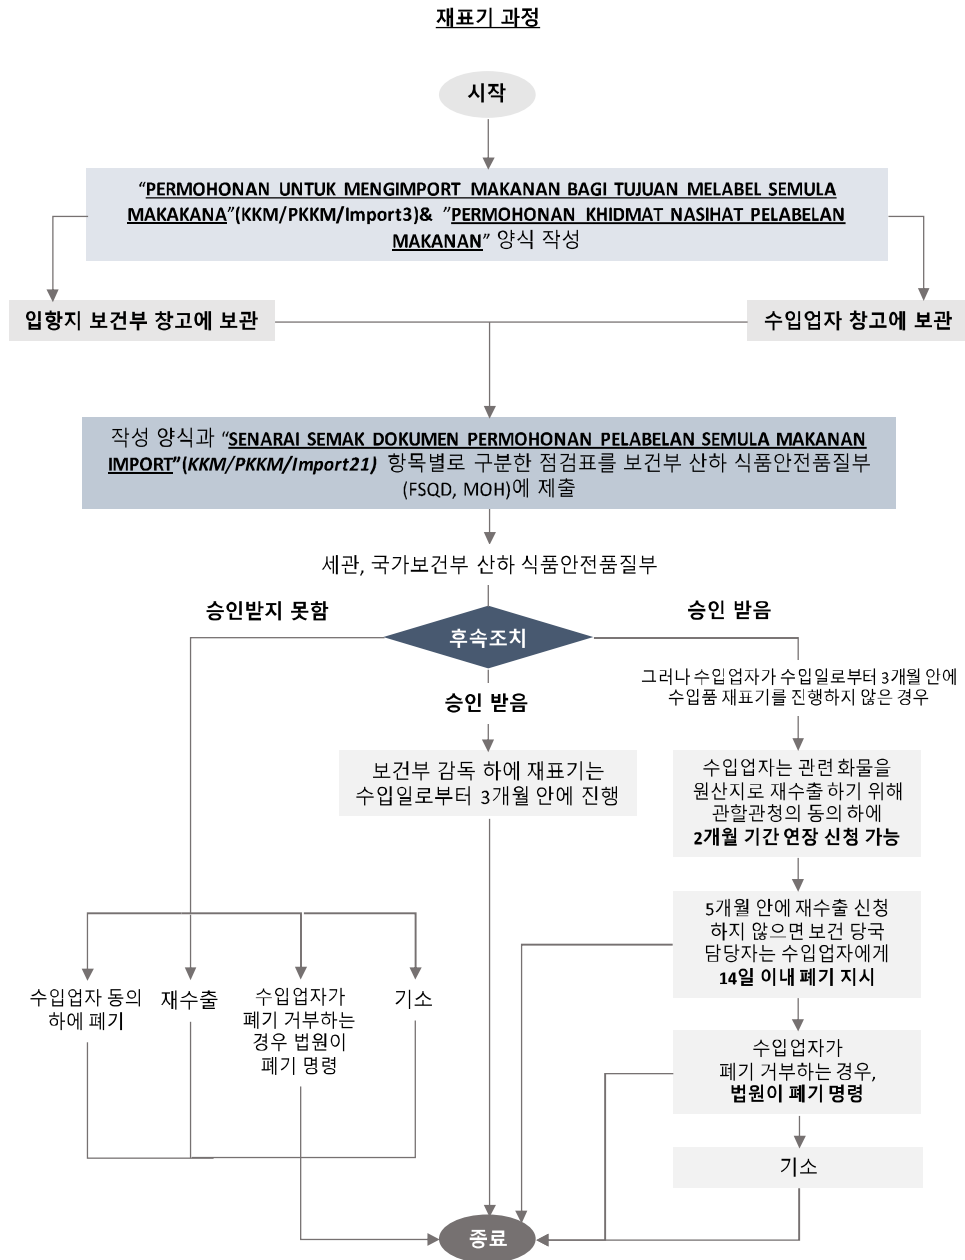 재표기 과정
시작
“PERMOHONAN UNTUK MENGIMPORT MAKANAN BAGI TUJUAN MELABEL SEMULA
MAKAKANA”(KKM/PKKM/Import3)& ”PERMOHONAN KHIDMAT NASIHAT PELABELAN
MAKANAN” 양식 작성
입항지 보건부 창고에 보관
수입업자 창고에 보관
작성 양식과 “SENARAI SEMAK DOKUMEN PERMOHONAN PELABELAN SEMULA MAKANAN
IMPORT”(KKM/PKKM/Import21) 항목별로 구분한 점검표를 보건부 산하 식품안전품질부
(FSQD, MOH)에 제출
세관, 국가보건부 산하 식품안전품질부
승인받지 못함
승인 받음
후속조치
그러나 수입업자가 수입일로부터 3개월 안에
수입품 재표기를 진행하지 않은 경우
승인 받음
보건부 감독 하에 재표기는
수입일로부터 3개월 안에 진행
수입업자는 관련 화물을
원산지로 재수출 하기 위해
관할관청의 동의 하에
2개월 기간 연장 신청 가능
5개월 안에 재수출 신청
하지 않으면 보건 당국
담당자는 수입업자에게
14일 이내 폐기 지시
수입업자 동의
하에 폐기
재수출
수입업자가
폐기 거부하는
경우 법원이
폐기 명령
기소
수입업자가
폐기 거부하는 경우,
법원이 폐기 명령
기소
종료